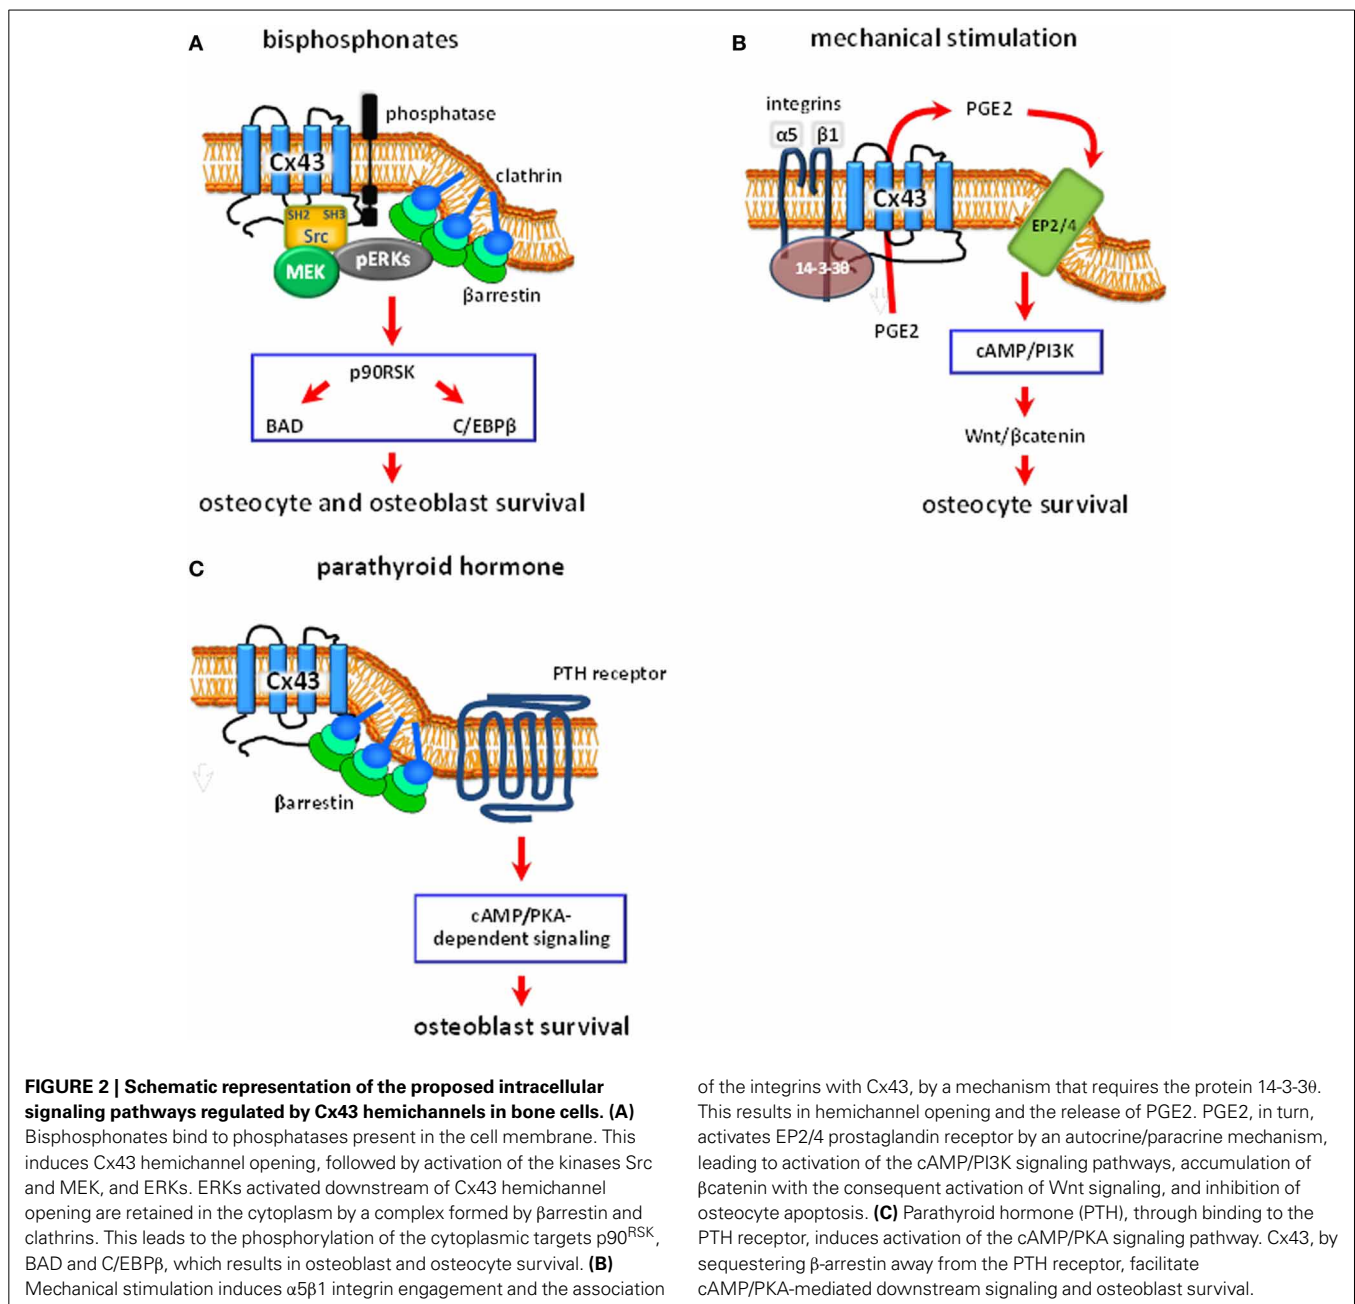 A bisphosphonates
phosphatase
Cx43
clathrin
SH2 SH3
Src
MEK
pERKs
βarrestin
p90RSK
BAD C/EBPβ
osteocyte and osteoblast survival
B mechanical stimulation
integrins
α5 β1
PGE2
Cx43
EP2/4
14-3-3θ
PGE2
cAMP/PI3K
Wnt/βcatenin
osteocyte survival
C parathyroid hormone
Cx43
PTH receptor
βarrestin
cAMP/PKA-
dependent signaling
osteoblast survival
FIGURE 2 | Schematic representation of the proposed intracellular
signaling pathways regulated by Cx43 hemichannels in bone cells. (A)
Bisphosphonates bind to phosphatases present in the cell membrane. This
induces Cx43 hemichannel opening, followed by activation of the kinases Src
and MEK, and ERKs. ERKs activated downstream of Cx43 hemichannel
opening are retained in the cytoplasm by a complex formed by βarrestin and
clathrins. This leads to the phosphorylation of the cytoplasmic targets p90RSK,
BAD and C/EBPβ, which results in osteoblast and osteocyte survival. (B)
Mechanical stimulation induces α5β1 integrin engagement and the association
of the integrins with Cx43, by a mechanism that requires the protein 14-3-3θ.
This results in hemichannel opening and the release of PGE2. PGE2, in turn,
activates EP2/4 prostaglandin receptor by an autocrine/paracrine mechanism,
leading to activation of the cAMP/PI3K signaling pathways, accumulation of
βcatenin with the consequent activation of Wnt signaling, and inhibition of
osteocyte apoptosis. (C) Parathyroid hormone (PTH), through binding to the
PTH receptor, induces activation of the cAMP/PKA signaling pathway. Cx43, by
sequestering β-arrestin away from the PTH receptor, facilitate
cAMP/PKA-mediated downstream signaling and osteoblast survival.